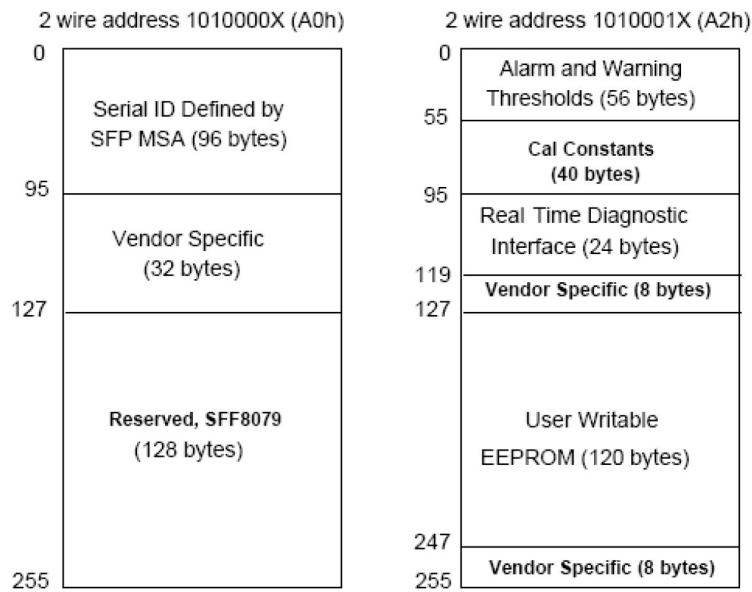 2 wire address 1010000X (A0h)
0
Serial ID Defined by
SFP MSA (96 bytes)
95
Vendor Specific
(32 bytes)
127
Reserved, SFF8079
(128 bytes)
255
2 wire address 1010001X (A2h)
0
Alarm and Warning
Thresholds (56 bytes)
55
Cal Constants
(40 bytes)
95
Real Time Diagnostic
Interface (24 bytes)
119
Vendor Specific (8 bytes)
127
User Writable
EEPROM (120 bytes)
247
Vendor Specific (8 bytes)
255